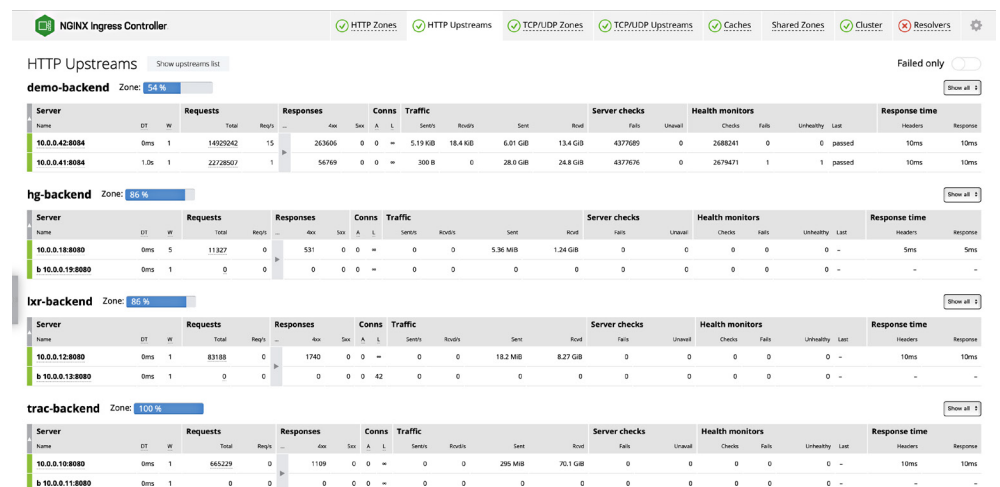 NGINX Ingress Controller HTTP Zones HTTP Upstreams TCP/UDP Zones TCP/UDP Upstreams Caches Shared Zones Cluster Resolvers
HTTP Upstreams Show upstreams list Failed only
demo-backend Zone: 54 % Show all
Server Requests Responses Conns Traffic Server checks Health monitors Response time
Name DT W Total Req/s ... 4xx 5xx A L Sent/s Rcvd/s Sent Rcvd Fails Unavail Checks Fails Unhealthy Last Headers Response
10.0.0.42:8084 0ms 1 14929242 15 263606 0 0 ∞ 5.19 KiB 18.4 KiB 6.01 GiB 13.4 GiB 4377689 0 2688241 0 0 passed 10ms 10ms
10.0.0.41:8084 1.0s 1 22728507 1 56769 0 0 ∞ 300 B 0 28.0 GiB 24.8 GiB 4377676 0 2679471 1 1 passed 10ms 10ms
hg-backend Zone: 86 % Show all
Server Requests Responses Conns Traffic Server checks Health monitors Response time
Name DT W Total Req/s ... 4xx 5xx A L Sent/s Rcvd/s Sent Rcvd Fails Unavail Checks Fails Unhealthy Last Headers Response
10.0.0.18:8080 0ms 5 11327 0 531 0 0 ∞ 0 0 5.36 MiB 1.24 GiB 0 0 0 0 0 – 5ms 5ms
b 10.0.0.19:8080 0ms 1 0 0 0 0 0 ∞ 0 0 0 0 0 0 0 0 0 – – –
lxr-backend Zone: 86 % Show all
Server Requests Responses Conns Traffic Server checks Health monitors Response time
Name DT W Total Req/s ... 4xx 5xx A L Sent/s Rcvd/s Sent Rcvd Fails Unavail Checks Fails Unhealthy Last Headers Response
10.0.0.12:8080 0ms 1 83188 0 1740 0 0 ∞ 0 0 18.2 MiB 8.27 GiB 0 0 0 0 0 – 10ms 10ms
b 10.0.0.13:8080 0ms 1 0 0 0 0 0 42 0 0 0 0 0 0 0 0 0 – – –
trac-backend Zone: 100 % Show all
Server Requests Responses Conns Traffic Server checks Health monitors Response time
Name DT W Total Req/s ... 4xx 5xx A L Sent/s Rcvd/s Sent Rcvd Fails Unavail Checks Fails Unhealthy Last Headers Response
10.0.0.10:8080 0ms 1 665229 0 1109 0 0 ∞ 0 0 295 MiB 70.1 GiB 0 0 0 0 0 – 10ms 10ms
b 10.0.0.11:8080 0ms 1 0 0 0 0 0 ∞ 0 0 0 0 0 0 0 0 0 – – –